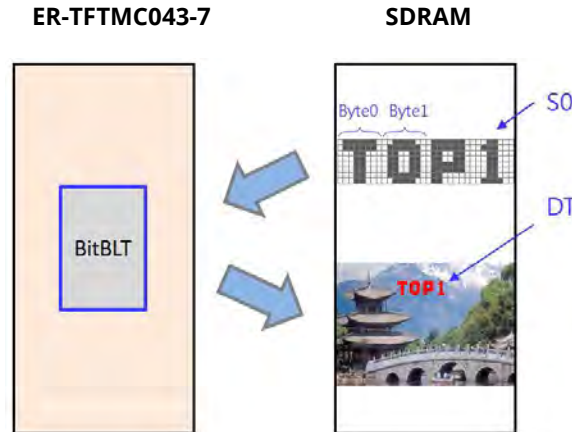 ER-TFTMC043-7
SDRAM
Byte0 Byte1
S0
TOP1
DT
BitBLT
TOP1